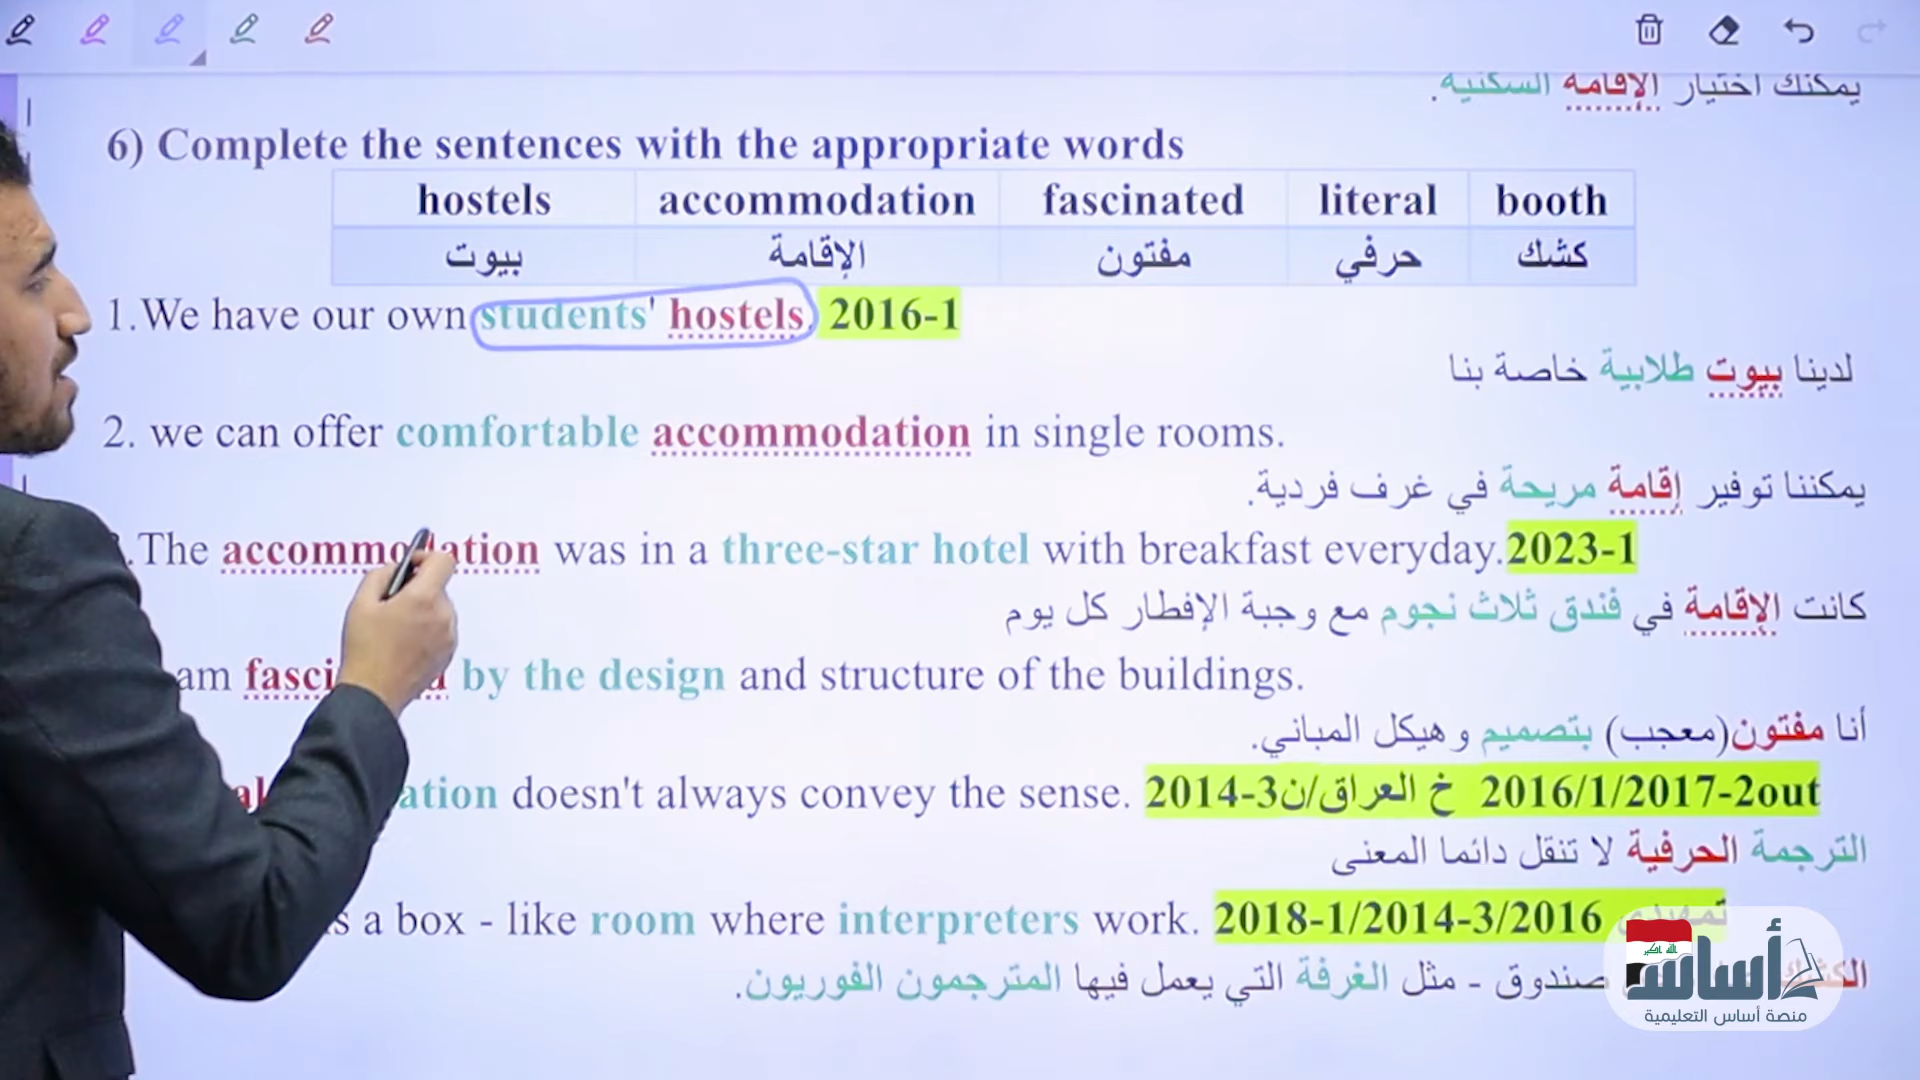 يمكنك اختيار الإقامة السكنية.
6) Complete the sentences with the appropriate words
hostels accommodation fascinated literal booth
بيوت الإقامة مفتون حرفي كشك
1.We have our own students' hostels. 2016-1
لدينا بيوت طلابية خاصة بنا
2. we can offer comfortable accommodation in single rooms.
يمكننا توفير إقامة مريحة في غرف فردية.
.The accommodation was in a three-star hotel with breakfast everyday.2023-1
كانت الإقامة في فندق ثلاث نجوم مع وجبة الإفطار كل يوم
am by the design and structure of the buildings.
أنا مفتون(معجب) بتصميم وهيكل المباني.
doesn't always convey the sense. 2014-3خ العراق/ن 2016/1/2017-2out
الترجمة الحرفية لا تنقل دائما المعنى
a box - like room where interpreters work. 2018-1/2014-3/2016
صندوق - مثل الغرفة التي يعمل فيها المترجمون الفوريون.
أساس
منصة أساس التعليمية